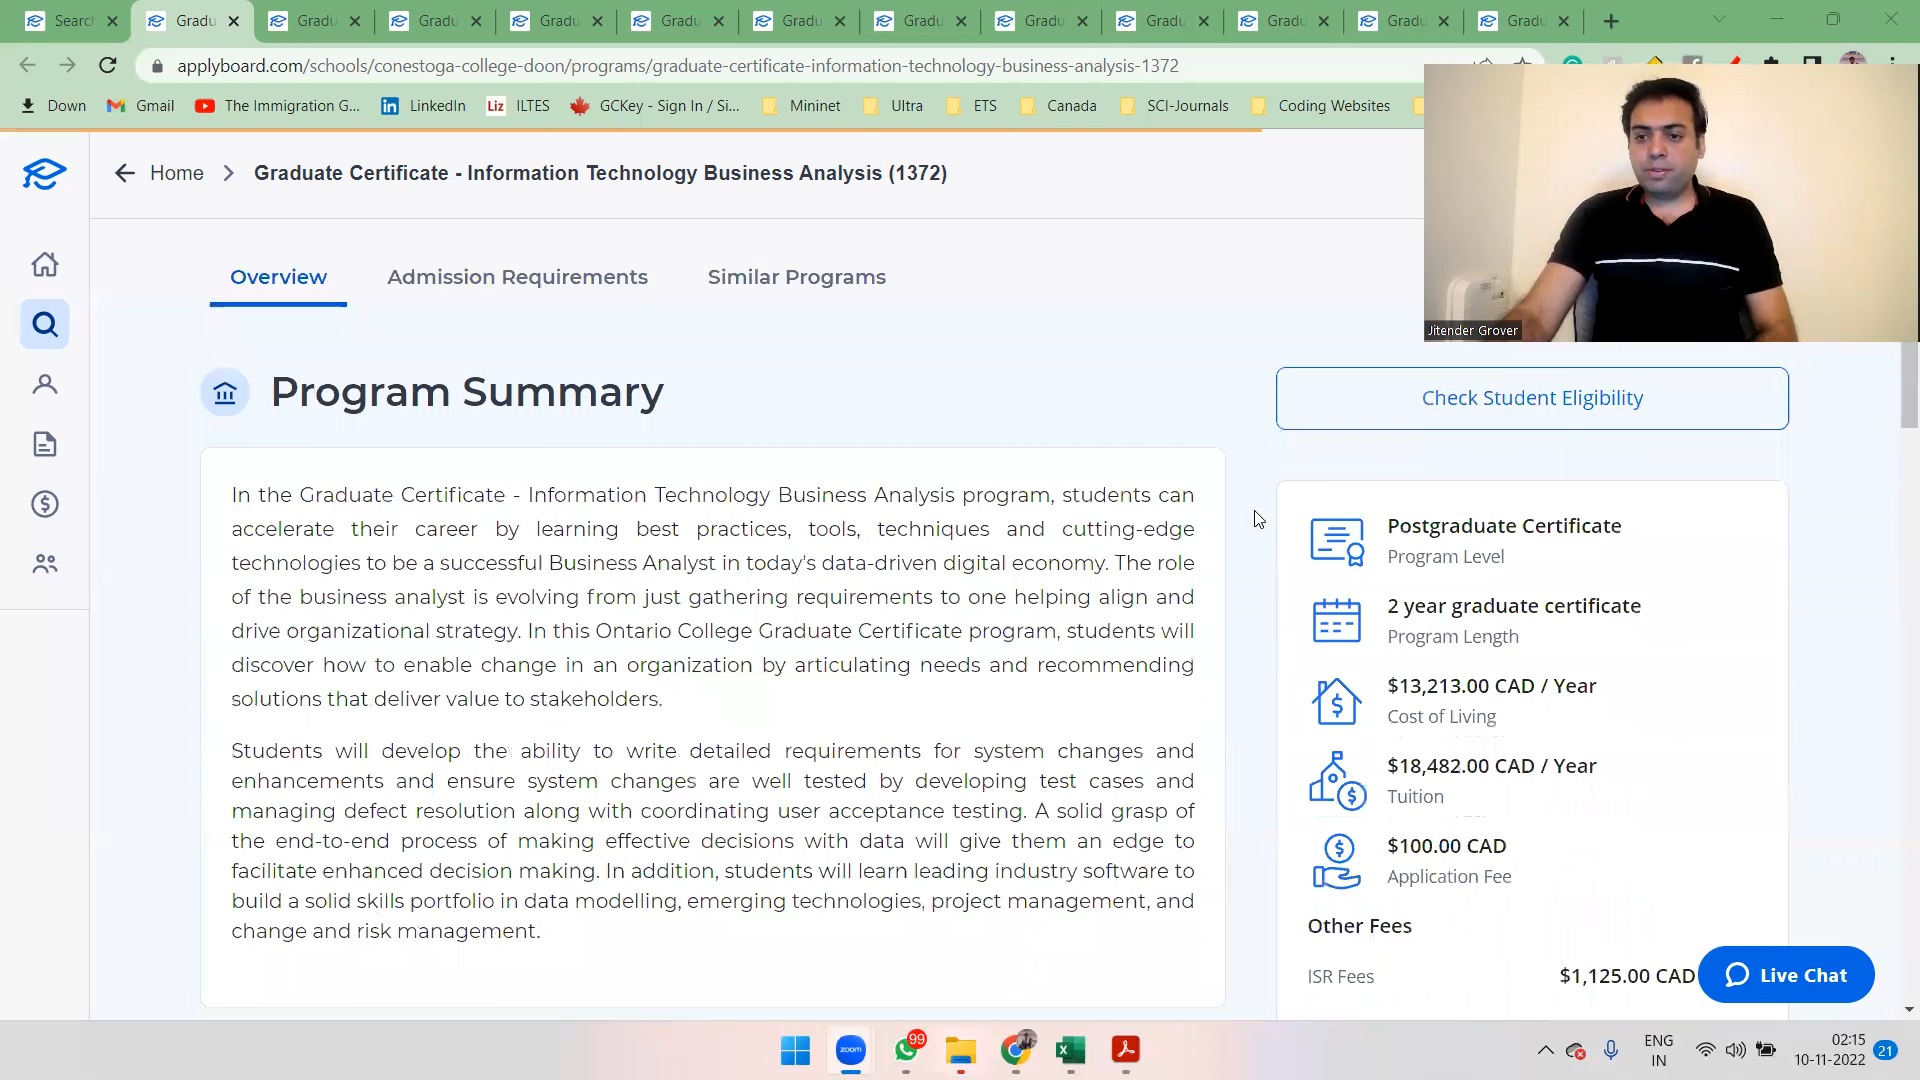 Search
Gradu
Gradu
Gradu
Gradu
Gradu
Gradu
Gradu
Gradu
Gradu
Gradu
Gradu
Gradu
applyboard.com/schools/conestoga-college-doon/programs/graduate-certificate-information-technology-business-analysis-1372
Down
Gmail
The Immigration G...
LinkedIn
Liz ILTES
GCKey - Sign In / Si...
Mininet
Ultra
ETS
Canada
SCI-Journals
Coding Websites
Home > Graduate Certificate - Information Technology Business Analysis (1372)
Overview
Admission Requirements
Similar Programs
Jitender Grover
Program Summary
Check Student Eligibility
In the Graduate Certificate - Information Technology Business Analysis program, students can
accelerate their career by learning best practices, tools, techniques and cutting-edge
technologies to be a successful Business Analyst in today's data-driven digital economy. The role
of the business analyst is evolving from just gathering requirements to one helping align and
drive organizational strategy. In this Ontario College Graduate Certificate program, students will
discover how to enable change in an organization by articulating needs and recommending
solutions that deliver value to stakeholders.
Students will develop the ability to write detailed requirements for system changes and
enhancements and ensure system changes are well tested by developing test cases and
managing defect resolution along with coordinating user acceptance testing. A solid grasp of
the end-to-end process of making effective decisions with data will give them an edge to
facilitate enhanced decision making. In addition, students will learn leading industry software to
build a solid skills portfolio in data modelling, emerging technologies, project management, and
change and risk management.
Postgraduate Certificate
Program Level
2 year graduate certificate
Program Length
$13,213.00 CAD / Year
Cost of Living
$18,482.00 CAD / Year
Tuition
$100.00 CAD
Application Fee
Other Fees
ISR Fees
$1,125.00 CAD
Live Chat
zoom
99
ENG
IN
02:15
10-11-2022
21